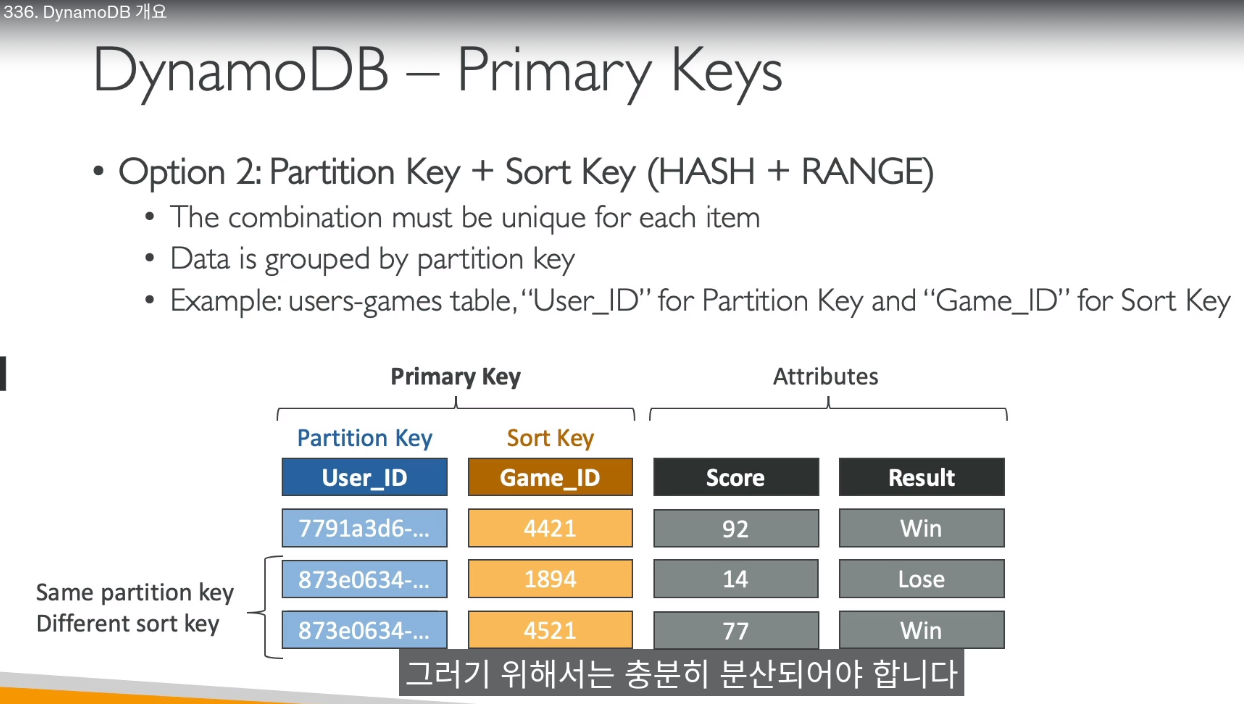 336. DynamoDB 개요
DynamoDB – Primary Keys
• Option 2: Partition Key + Sort Key (HASH + RANGE)
• The combination must be unique for each item
• Data is grouped by partition key
• Example: users-games table, “User_ID” for Partition Key and “Game_ID” for Sort Key
Primary Key Attributes
Partition Key Sort Key
User_ID Game_ID Score Result
7791a3d6-... 4421 92 Win
873e0634-... 1894 14 Lose
Same partition key
Different sort key
873e0634-... 4521 77 Win
그러기 위해서는 충분히 분산되어야 합니다